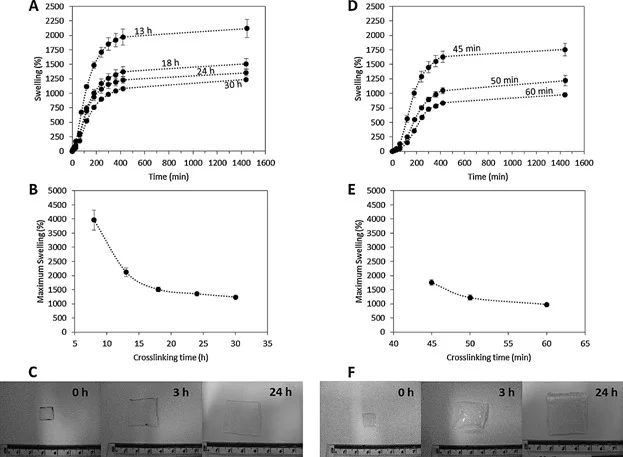 A
2500
2250
2000
1750
1500
1250
1000
750
500
250
0
Swelling (%)
13 h
18 h
24 h
30 h
0 200 400 600 800 1000 1200 1400 1600
Time (min)
D
2500
2250
2000
1750
1500
1250
1000
750
500
250
0
Swelling (%)
45 min
50 min
60 min
0 200 400 600 800 1000 1200 1400 1600
Time (min)
B
5000
4500
4000
3500
3000
2500
2000
1500
1000
500
0
Maximum Swelling (%)
5 10 15 20 25 30 35
Crosslinking time (h)
E
5000
4500
4000
3500
3000
2500
2000
1500
1000
500
0
Maximum Swelling (%)
40 45 50 55 60 65
Crosslinking time (min)
C
0 h
3 h
24 h
F
0 h
3 h
24 h